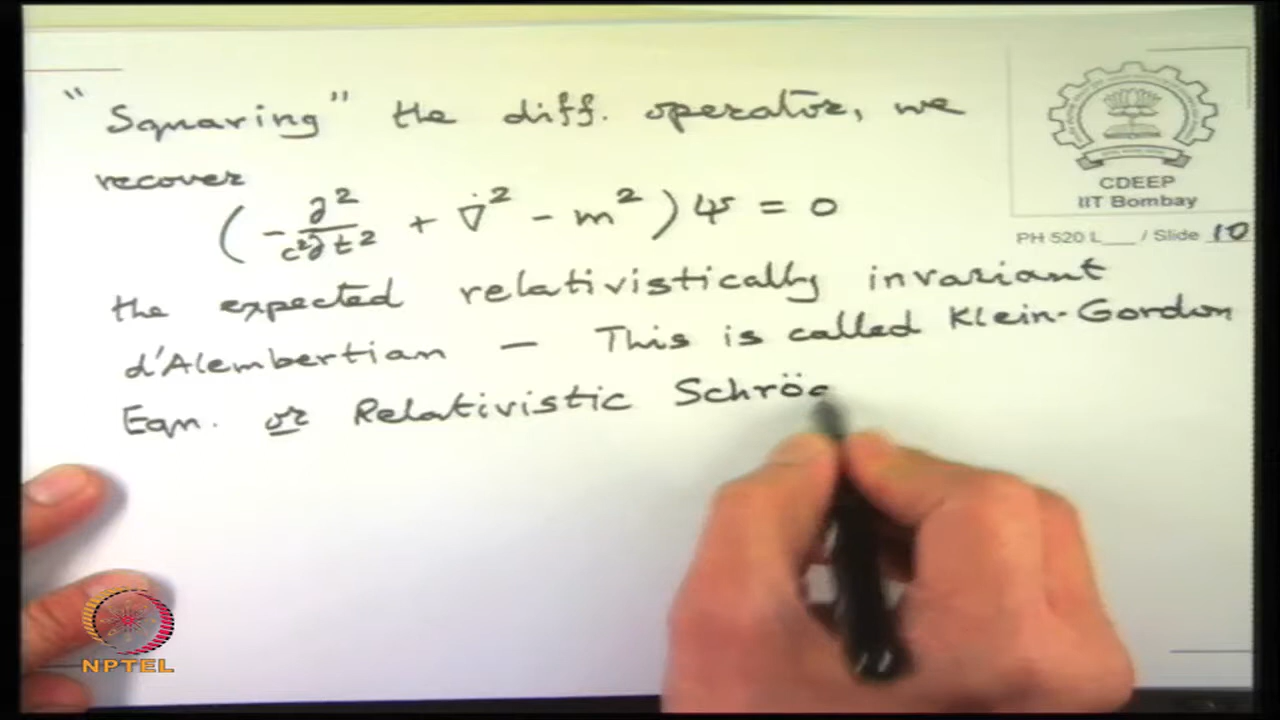 "Squaring" the diff. operator, we
recover
(- ∂²/c²∂t² + ∇̇² - m²)Ψ = 0
the expected relativistically invariant
d'Alembertian — This is called Klein-Gordon
Eqn. or Relativistic Schröd
CDEEP
IIT Bombay
PH 520 L___ / Slide 10
NPTEL